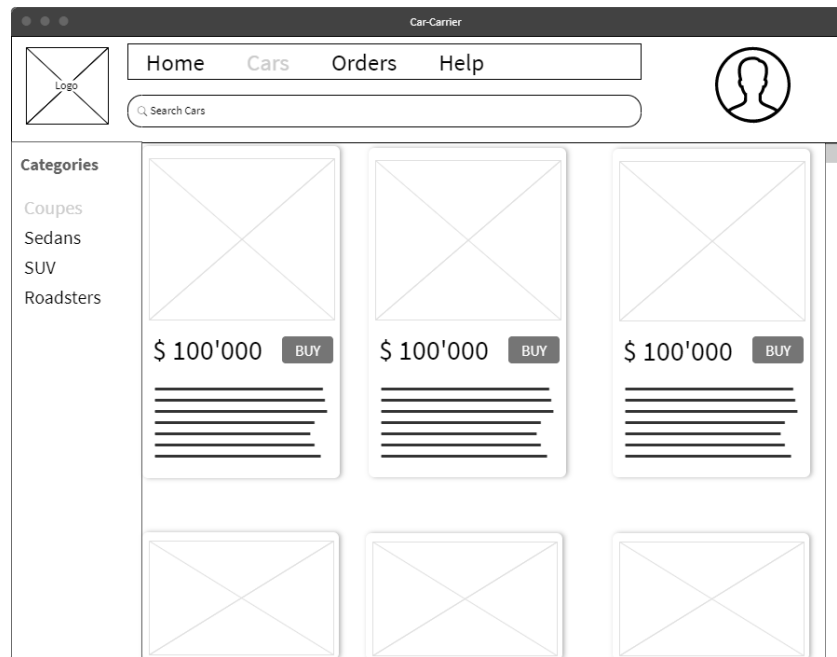 Car-Carrier
Logo
Home Cars Orders Help
Search Cars
Categories
Coupes
Sedans
SUV
Roadsters
$ 100'000 BUY
$ 100'000 BUY
$ 100'000 BUY